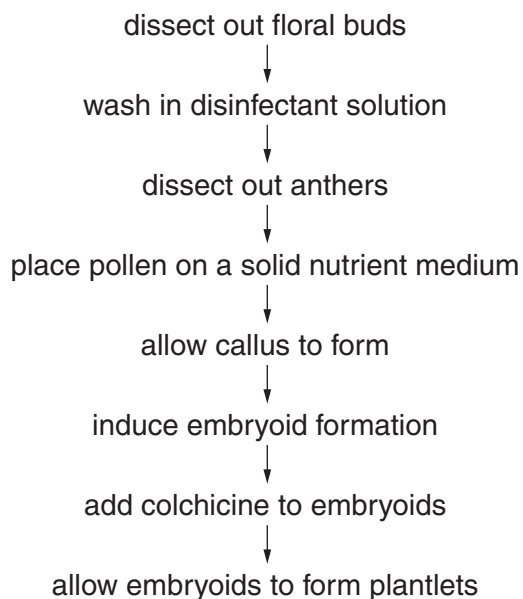 dissect out floral buds
wash in disinfectant solution
dissect out anthers
place pollen on a solid nutrient medium
allow callus to form
induce embryoid formation
add colchicine to embryoids
allow embryoids to form plantlets